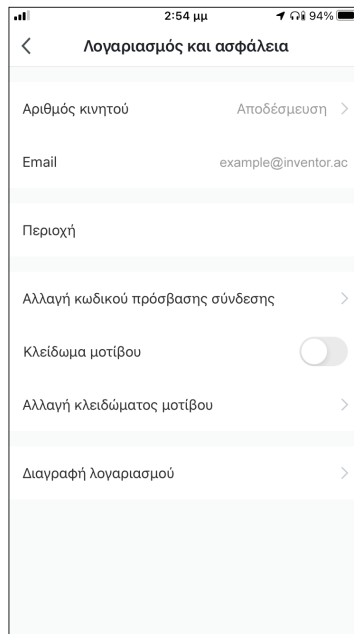 2:54 μμ
94%
Λογαριασμός και ασφάλεια
Αριθμός κινητού
Αποδέσμευση
Email
example@inventor.ac
Περιοχή
Αλλαγή κωδικού πρόσβασης σύνδεσης
Κλείδωμα μοτίβου
Αλλαγή κλειδώματος μοτίβου
Διαγραφή λογαριασμού